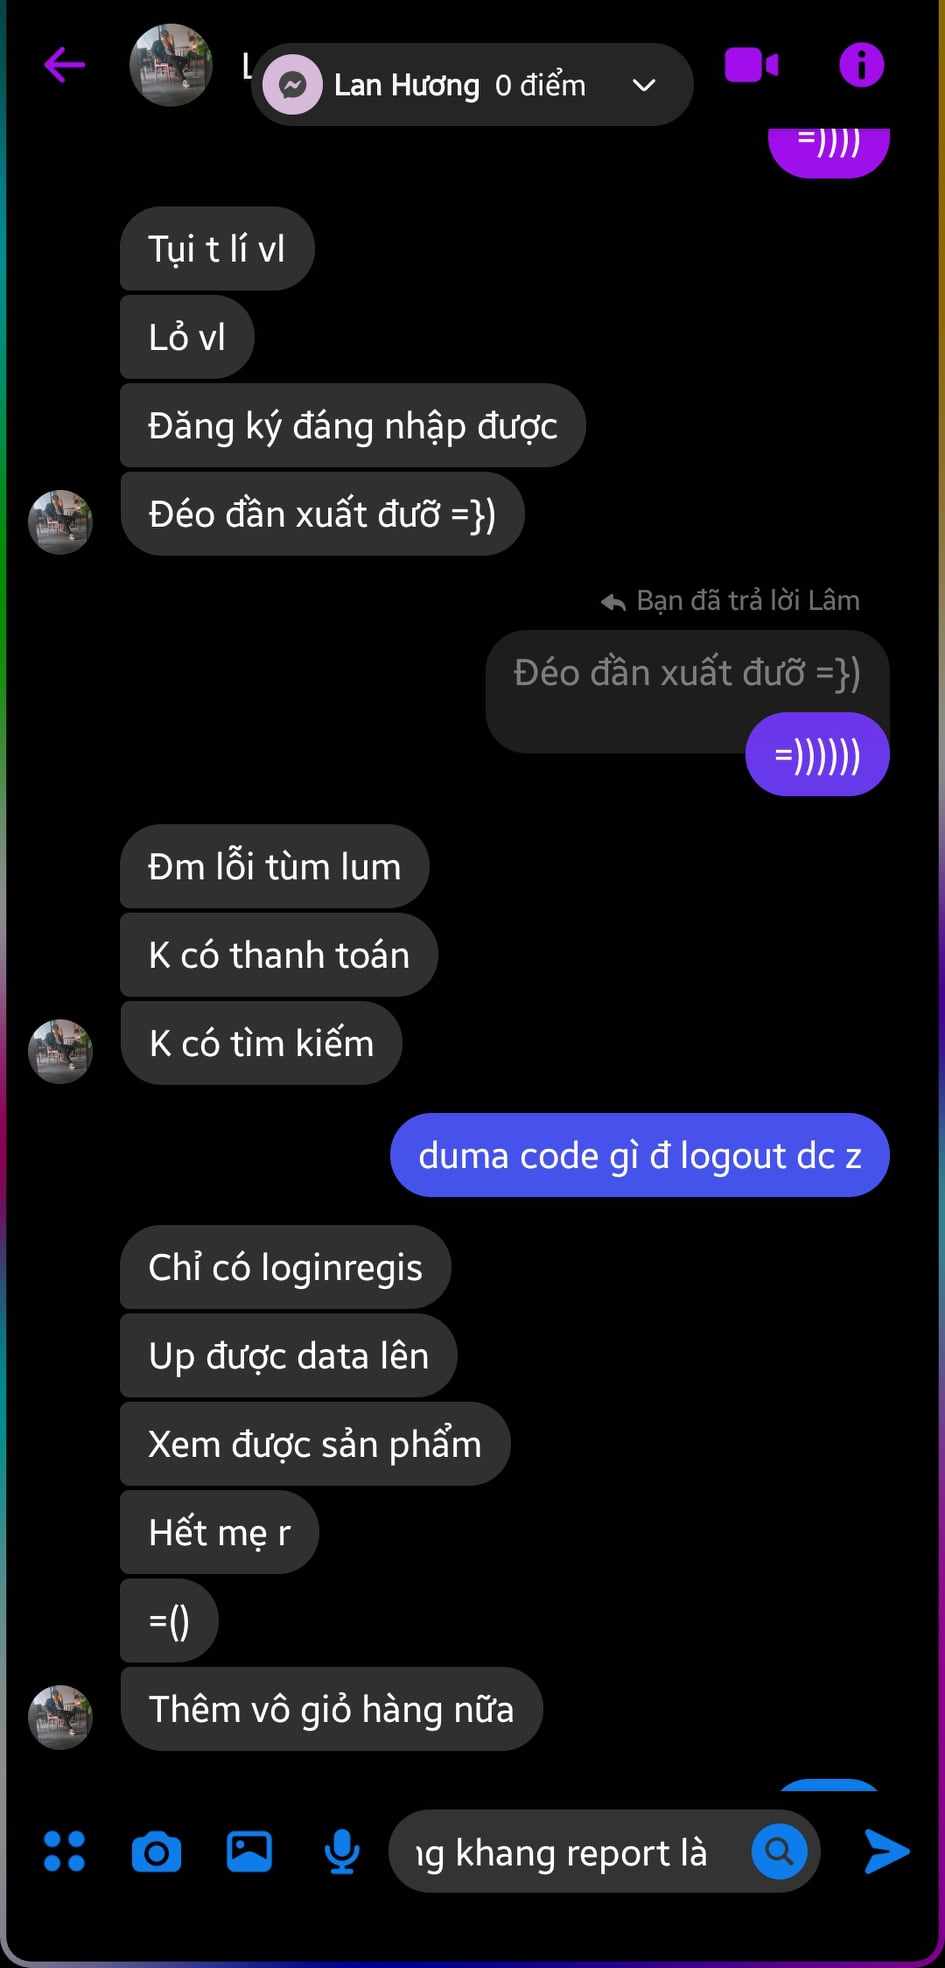 L
Lan Hương 0 điểm
=))))
Tụi t lí vl
Lỏ vl
Đăng ký đáng nhập được
Đéo đần xuất đưỡ =})
Bạn đã trả lời Lâm
Đéo đần xuất đưỡ =})
=))))))
Đm lỗi tùm lum
K có thanh toán
K có tìm kiếm
duma code gì đ logout dc z
Chỉ có loginregis
Up được data lên
Xem được sản phẩm
Hết mẹ r
=()
Thêm vô giỏ hàng nữa
ng khang report là